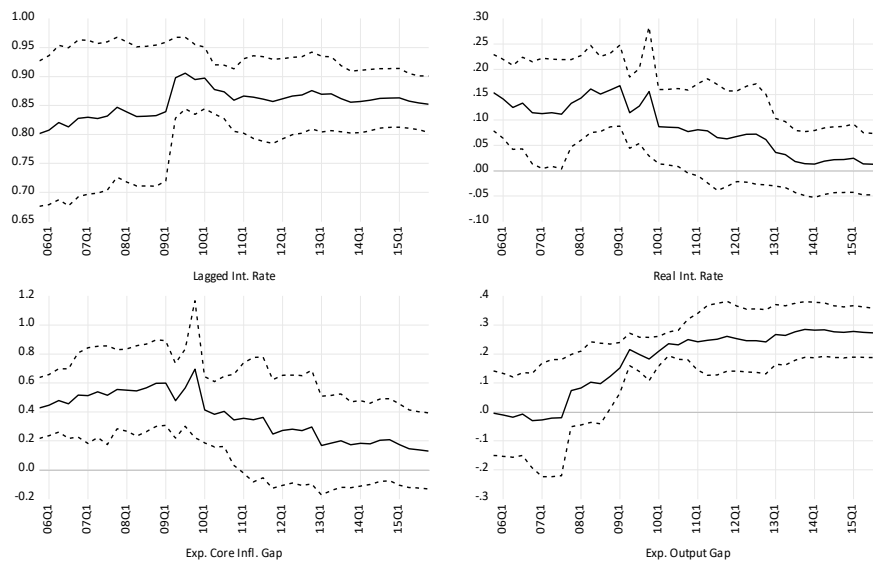 1.00
0.95
0.90
0.85
0.80
0.75
0.70
0.65
06Q1
07Q1
08Q1
09Q1
10Q1
11Q1
12Q1
13Q1
14Q1
15Q1
Lagged Int. Rate
.30
.25
.20
.15
.10
.05
.00
-.05
-.10
06Q1
07Q1
08Q1
09Q1
10Q1
11Q1
12Q1
13Q1
14Q1
15Q1
Real Int. Rate
1.2
1.0
0.8
0.6
0.4
0.2
0.0
-0.2
06Q1
07Q1
08Q1
09Q1
10Q1
11Q1
12Q1
13Q1
14Q1
15Q1
Exp. Core Infl. Gap
.4
.3
.2
.1
.0
-.1
-.2
-.3
06Q1
07Q1
08Q1
09Q1
10Q1
11Q1
12Q1
13Q1
14Q1
15Q1
Exp. Output Gap